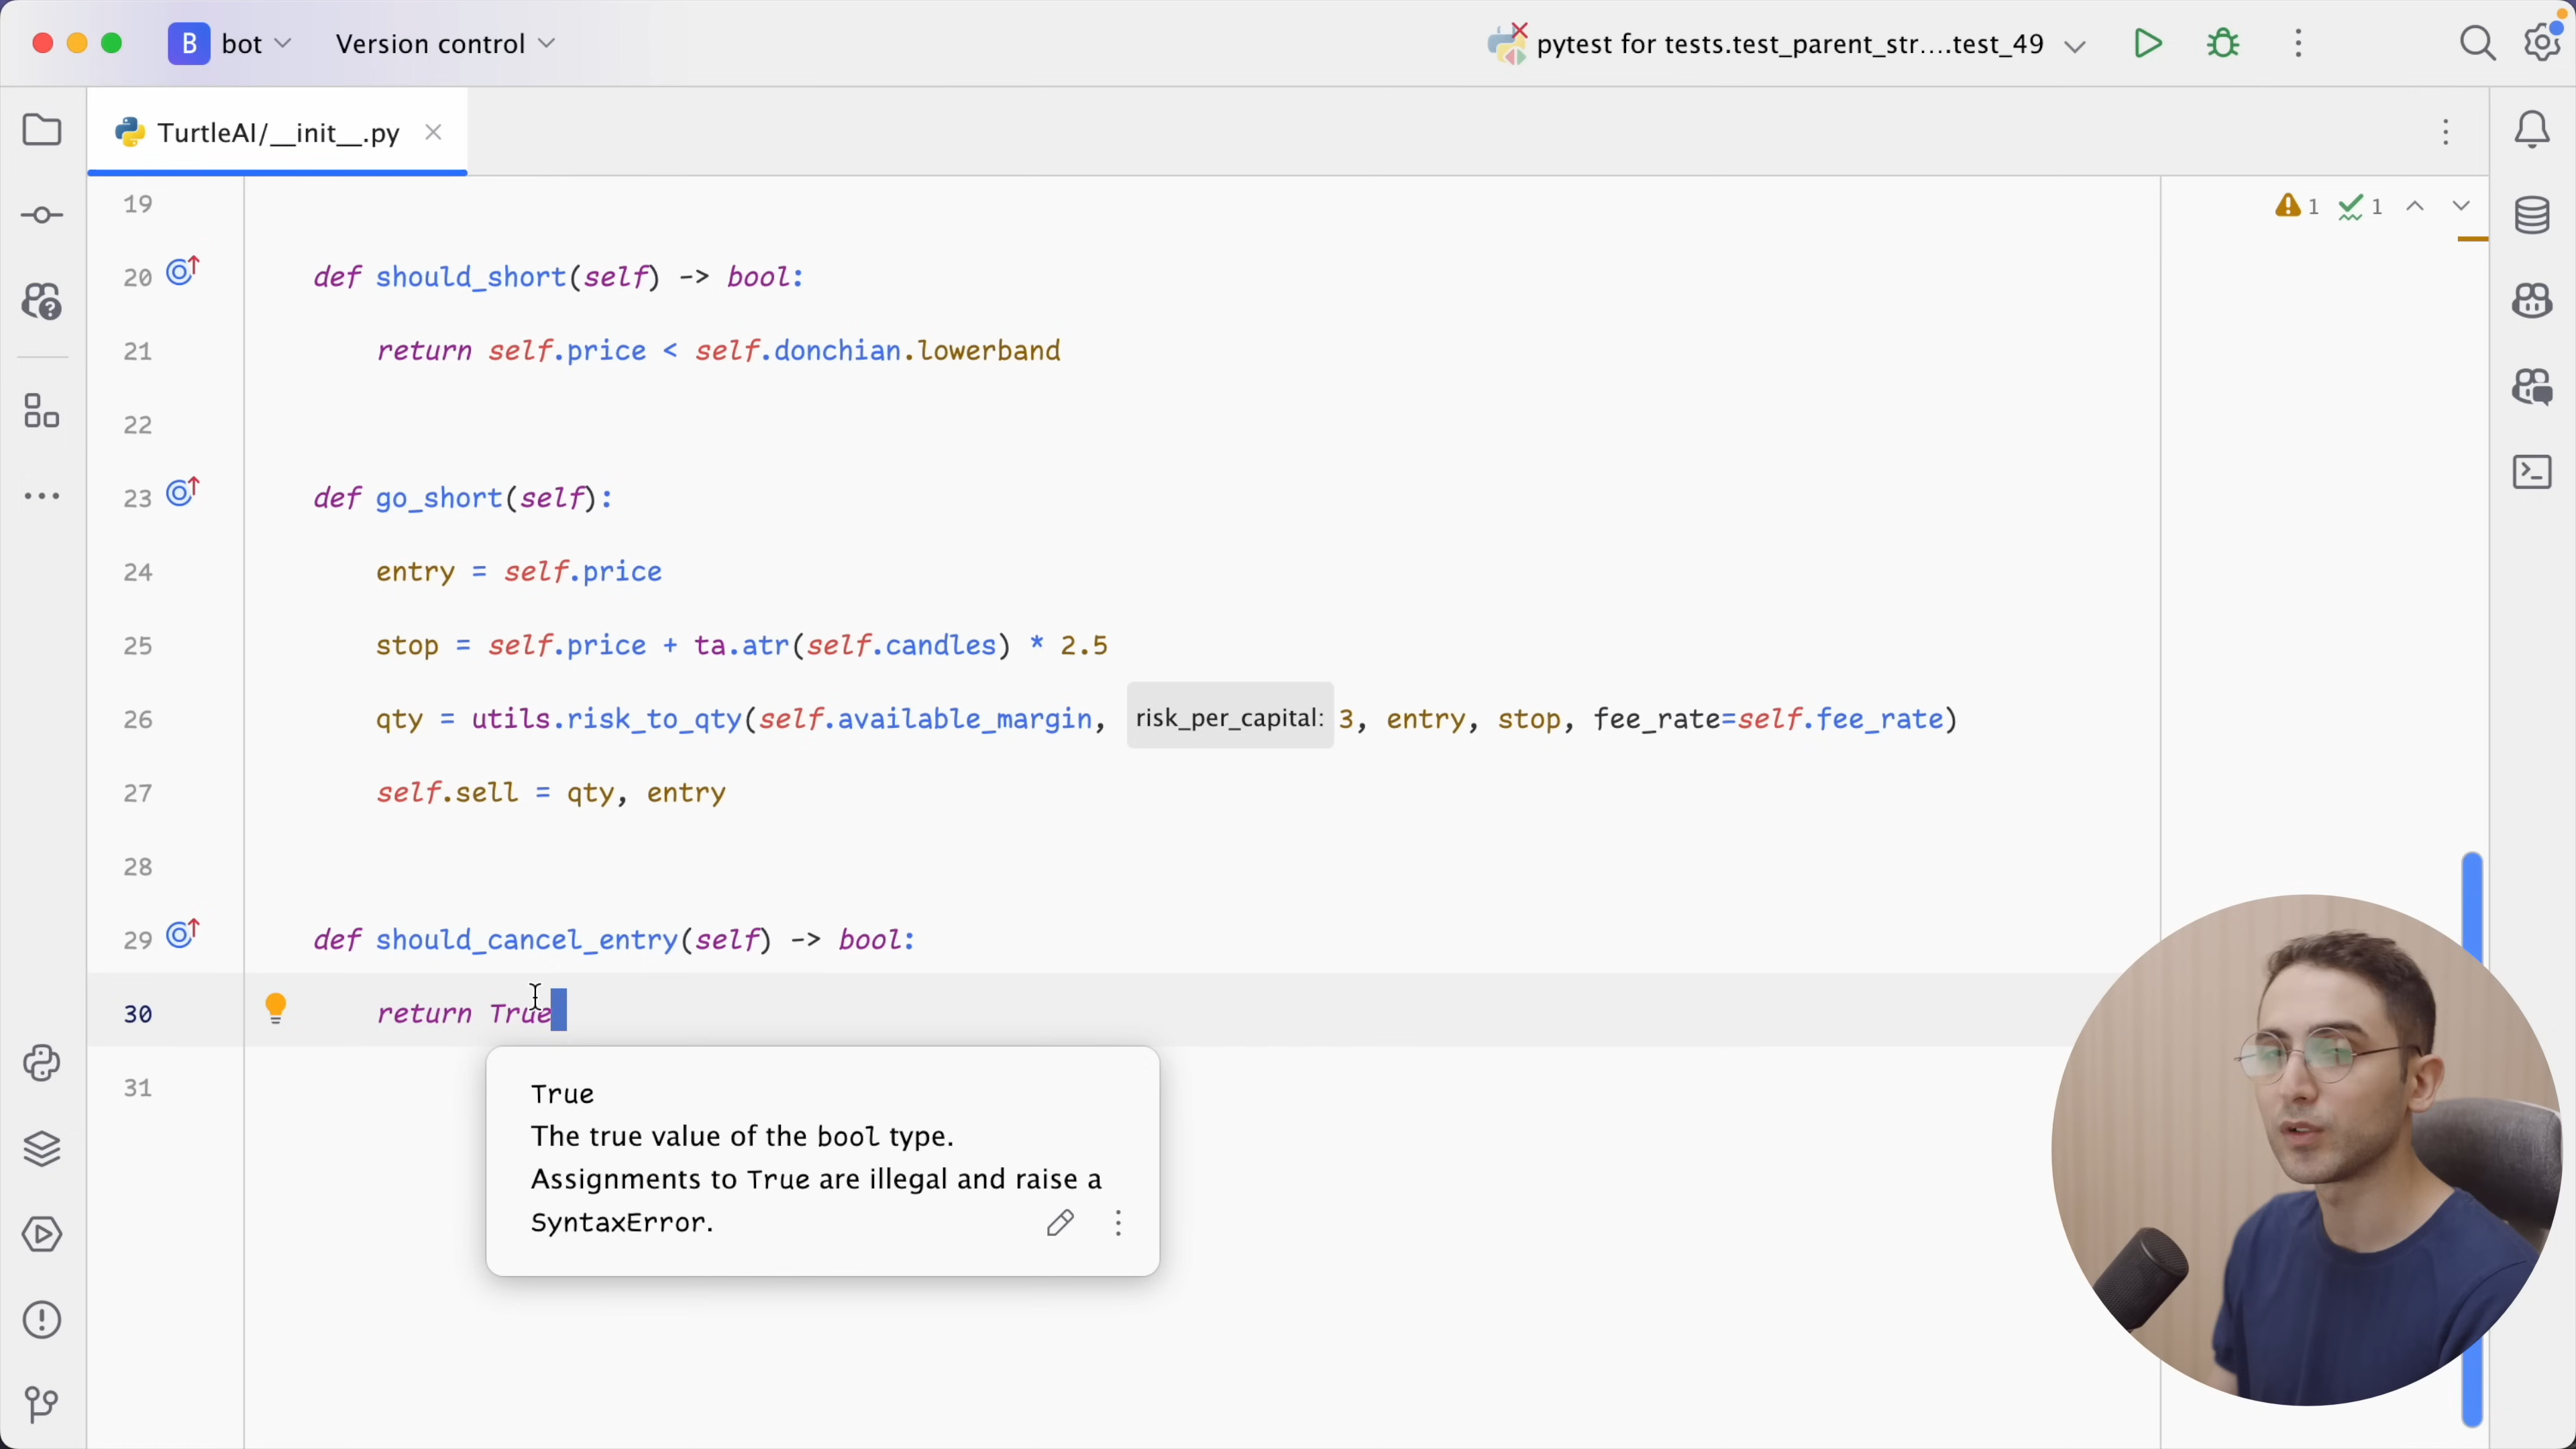 B bot Version control pytest for tests.test_parent_str....test_49
TurtleAI/__init__.py
19 1 1
20 def should_short(self) -> bool:
21 return self.price < self.donchian.lowerband
22
23 def go_short(self):
24 entry = self.price
25 stop = self.price + ta.atr(self.candles) * 2.5
26 qty = utils.risk_to_qty(self.available_margin, risk_per_capital: 3, entry, stop, fee_rate=self.fee_rate)
27 self.sell = qty, entry
28
29 def should_cancel_entry(self) -> bool:
30 return True
31
True
The true value of the bool type.
Assignments to True are illegal and raise a
SyntaxError.